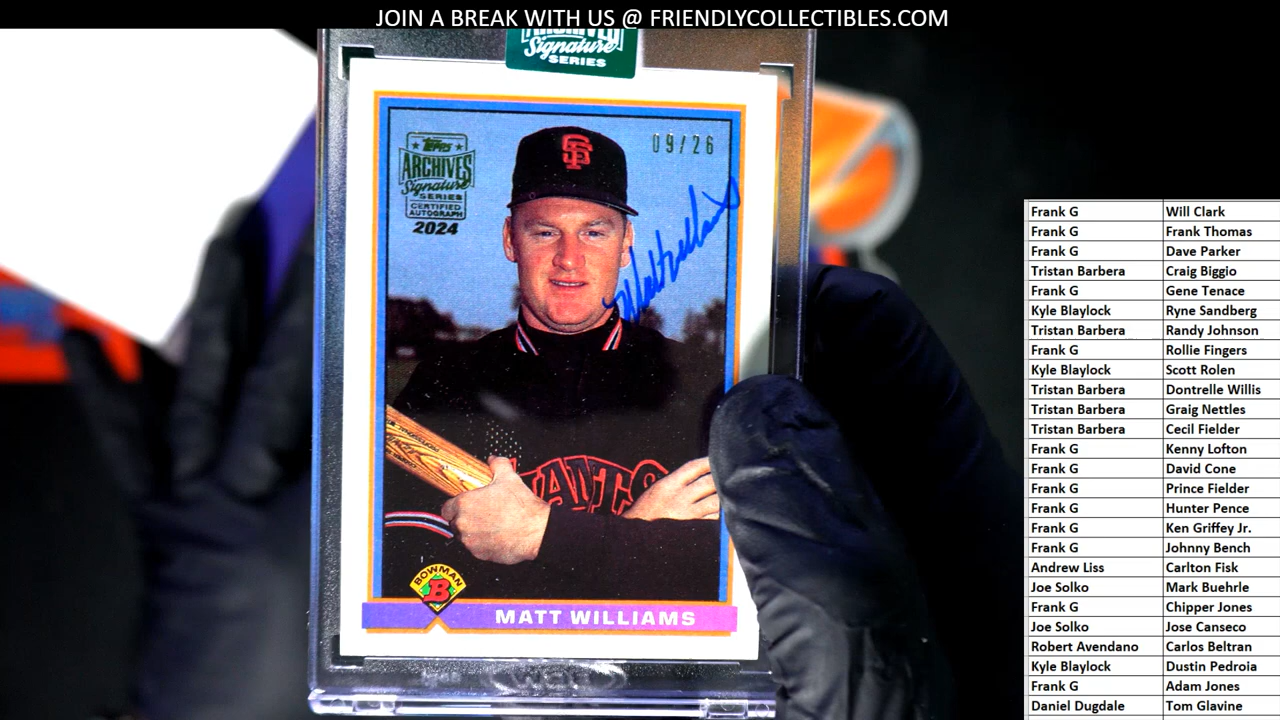 JOIN A BREAK WITH US @ FRIENDLYCOLLECTIBLES.COM
ARCHIVES
Signature
SERIES
TOPPS
ARCHIVES
Signature
SERIES
CERTIFIED
AUTOGRAPH
2024
09/26
SF
Matt Williams
GIANTS
BOWMAN
B
MATT WILLIAMS
Frank G Will Clark
Frank G Frank Thomas
Frank G Dave Parker
Tristan Barbera Craig Biggio
Frank G Gene Tenace
Kyle Blaylock Ryne Sandberg
Tristan Barbera Randy Johnson
Frank G Rollie Fingers
Kyle Blaylock Scott Rolen
Tristan Barbera Dontrelle Willis
Tristan Barbera Graig Nettles
Tristan Barbera Cecil Fielder
Frank G Kenny Lofton
Frank G David Cone
Frank G Prince Fielder
Frank G Hunter Pence
Frank G Ken Griffey Jr.
Frank G Johnny Bench
Andrew Liss Carlton Fisk
Joe Solko Mark Buehrle
Frank G Chipper Jones
Joe Solko Jose Canseco
Robert Avendano Carlos Beltran
Kyle Blaylock Dustin Pedroia
Frank G Adam Jones
Daniel Dugdale Tom Glavine